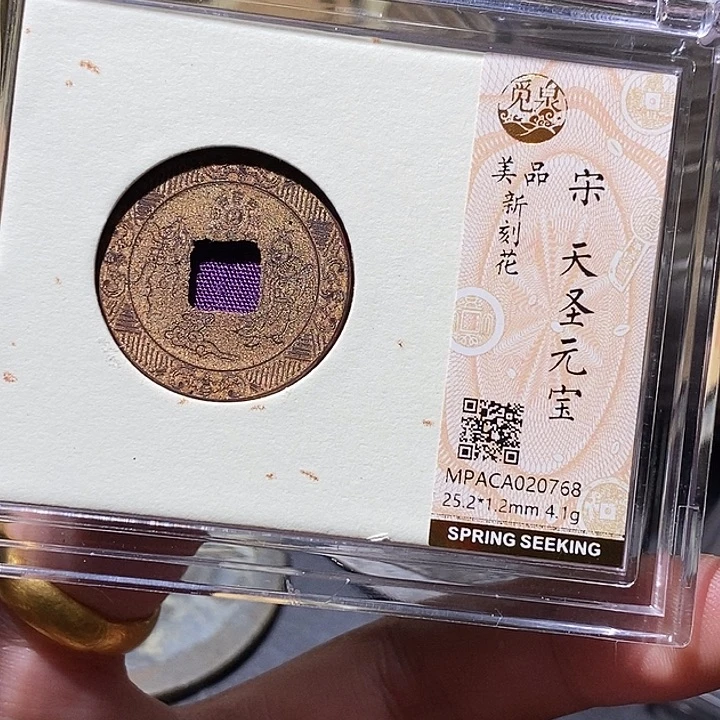 觅泉
宋 天圣元宝
美品
新刻花
MPACA020768
25.2*1.2mm 4.1g
SPRING SEEKING